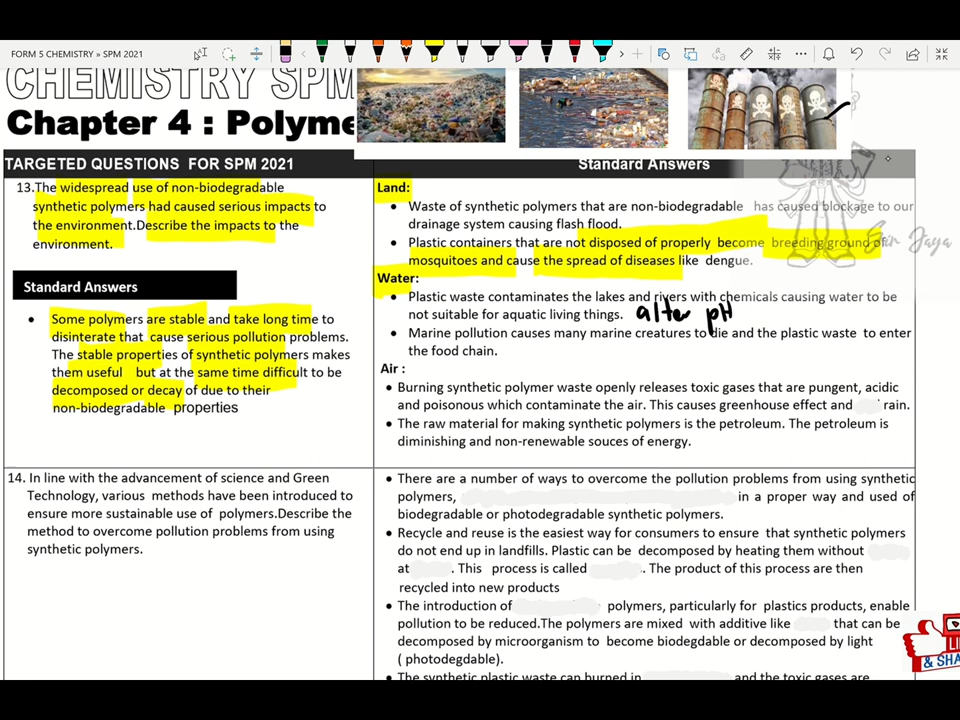 FORM 5 CHEMISTRY » SPM 2021
CHEMISTRY SPM
Chapter 4 : Polyme
TARGETED QUESTIONS FOR SPM 2021
13.The widespread use of non-biodegradable
synthetic polymers had caused serious impacts to
the environment.Describe the impacts to the
environment.
Standard Answers
• Some polymers are stable and take long time to
disinterate that cause serious pollution problems.
The stable properties of synthetic polymers makes
them useful but at the same time difficult to be
decomposed or decay of due to their
non-biodegradable properties
Standard Answers
Land:
• Waste of synthetic polymers that are non-biodegradable has caused blockage to our
drainage system causing flash flood.
• Plastic containers that are not disposed of properly become breeding ground of
mosquitoes and cause the spread of diseases like dengue.
Water:
• Plastic waste contaminates the lakes and rivers with chemicals causing water to be
not suitable for aquatic living things. alter pH
• Marine pollution causes many marine creatures to die and the plastic waste to enter
the food chain.
Air :
• Burning synthetic polymer waste openly releases toxic gases that are pungent, acidic
and poisonous which contaminate the air. This causes greenhouse effect and rain.
• The raw material for making synthetic polymers is the petroleum. The petroleum is
diminishing and non-renewable souces of energy.
14. In line with the advancement of science and Green
Technology, various methods have been introduced to
ensure more sustainable use of polymers.Describe the
method to overcome pollution problems from using
synthetic polymers.
• There are a number of ways to overcome the pollution problems from using synthetic
polymers, in a proper way and used of
biodegradable or photodegradable synthetic polymers.
• Recycle and reuse is the easiest way for consumers to ensure that synthetic polymers
do not end up in landfills. Plastic can be decomposed by heating them without
at . This process is called . The product of this process are then
recycled into new products
• The introduction of polymers, particularly for plastics products, enable
pollution to be reduced.The polymers are mixed with additive like that can be
decomposed by microorganism to become biodegdable or decomposed by light
( photodegdable).
• The synthetic plastic waste can burned in and the toxic gases are
Jaya
& SHA